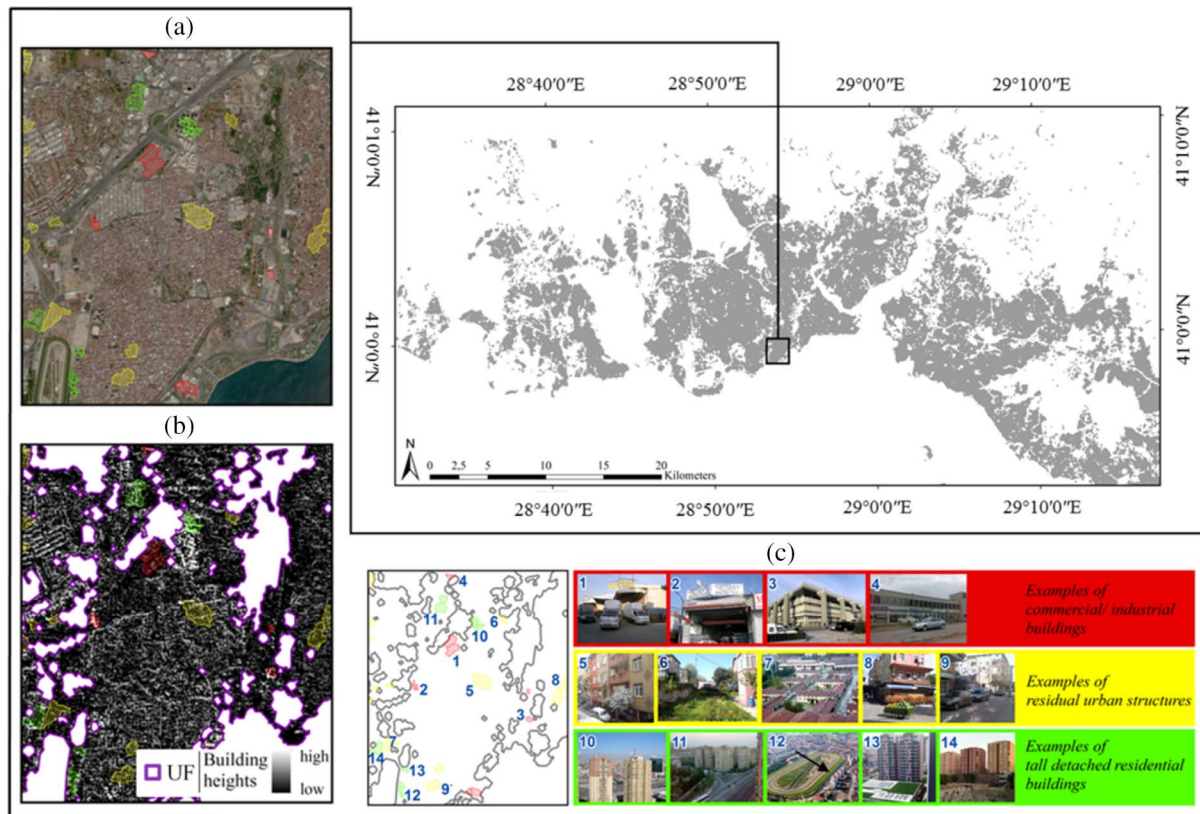 (a)
28°40'0"E
28°50'0"E
29°0'0"E
29°10'0"E
41°10'0"N
41°10'0"N
41°0'0"N
41°0'0"N
N
0
2,5
5
10
15
20
Kilometers
28°40'0"E
28°50'0"E
29°0'0"E
29°10'0"E
(b)
UF
Building
heights
high
low
(c)
4
11
10
6
1
5
8
2
3
7
14
13
12
9
1
2
3
4
Examples of
commercial/ industrial
buildings
5
6
7
8
9
Examples of
residual urban structures
10
11
12
13
14
Examples of
tall detached residential
buildings